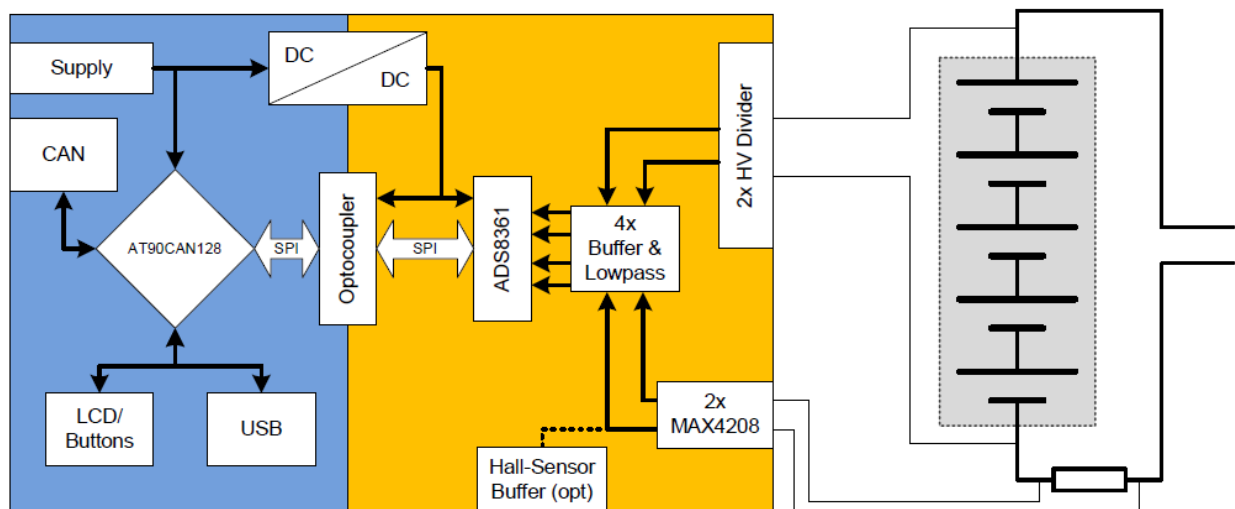 Supply
DC
DC
CAN
2x HV Divider
AT90CAN128
SPI
Optocoupler
SPI
ADS8361
4x
Buffer &
Lowpass
LCD/
Buttons
USB
2x
MAX4208
Hall-Sensor
Buffer (opt)